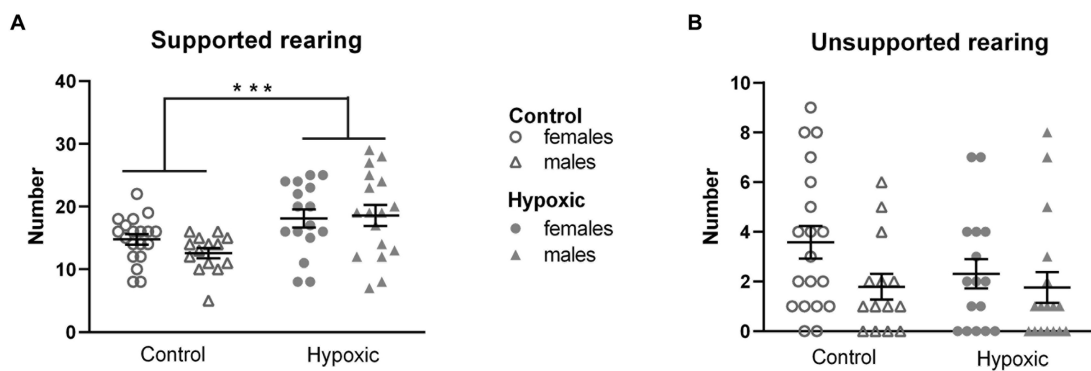 A
Supported rearing
Number
40
30
20
10
0
***
Control
Hypoxic
Control
females
males
Hypoxic
females
males
B
Unsupported rearing
Number
10
8
6
4
2
0
Control
Hypoxic